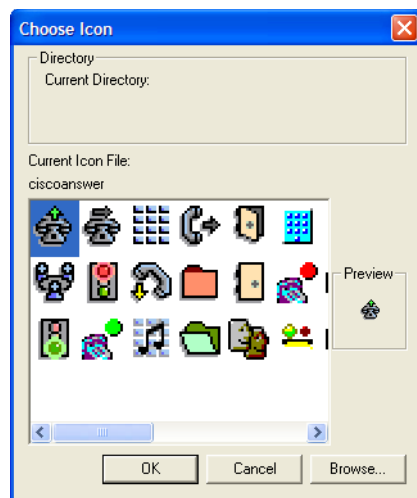 Choose Icon
Directory
Current Directory:
Current Icon File:
ciscoanswer
Preview
OK
Cancel
Browse...